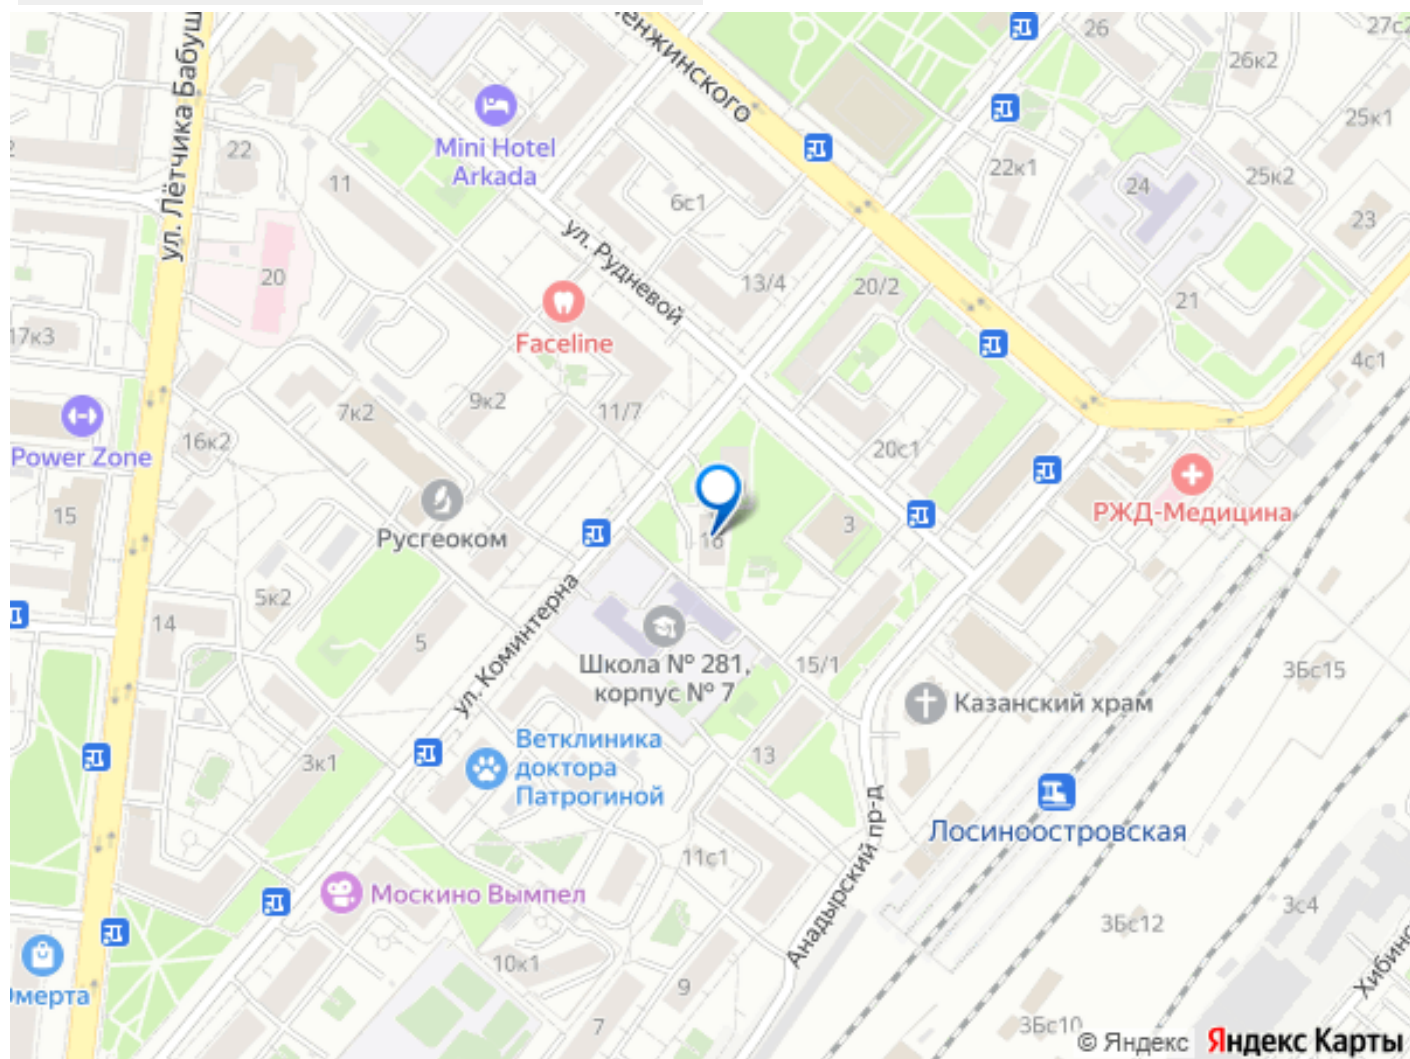 26
27с2
26к2
ул. Лётчика Бабуш
енжинского
25к1
Mini Hotel
Arkada
22
11
6с1
22к1
24
25к2
23
ул. Рудневой
20
13/4
20/2
21
17к3
Faceline
4с1
7к2
9к2
11/7
16к2
Power Zone
20с1
15
Русгеоком
16
3
РЖД-Медицина
5к2
14
5
ул. Коминтерна
Школа № 281,
корпус № 7
15/1
3Бс15
Казанский храм
Ветклиника
доктора
Патрогиной
3к1
13
Анадырский пр-д
Лосиноостровская
11с1
Москино Вымпел
3с4
3Бс12
10к1
9
мерта
Хибинс
7
3Бс10
© Яндекс
Яндекс Карты